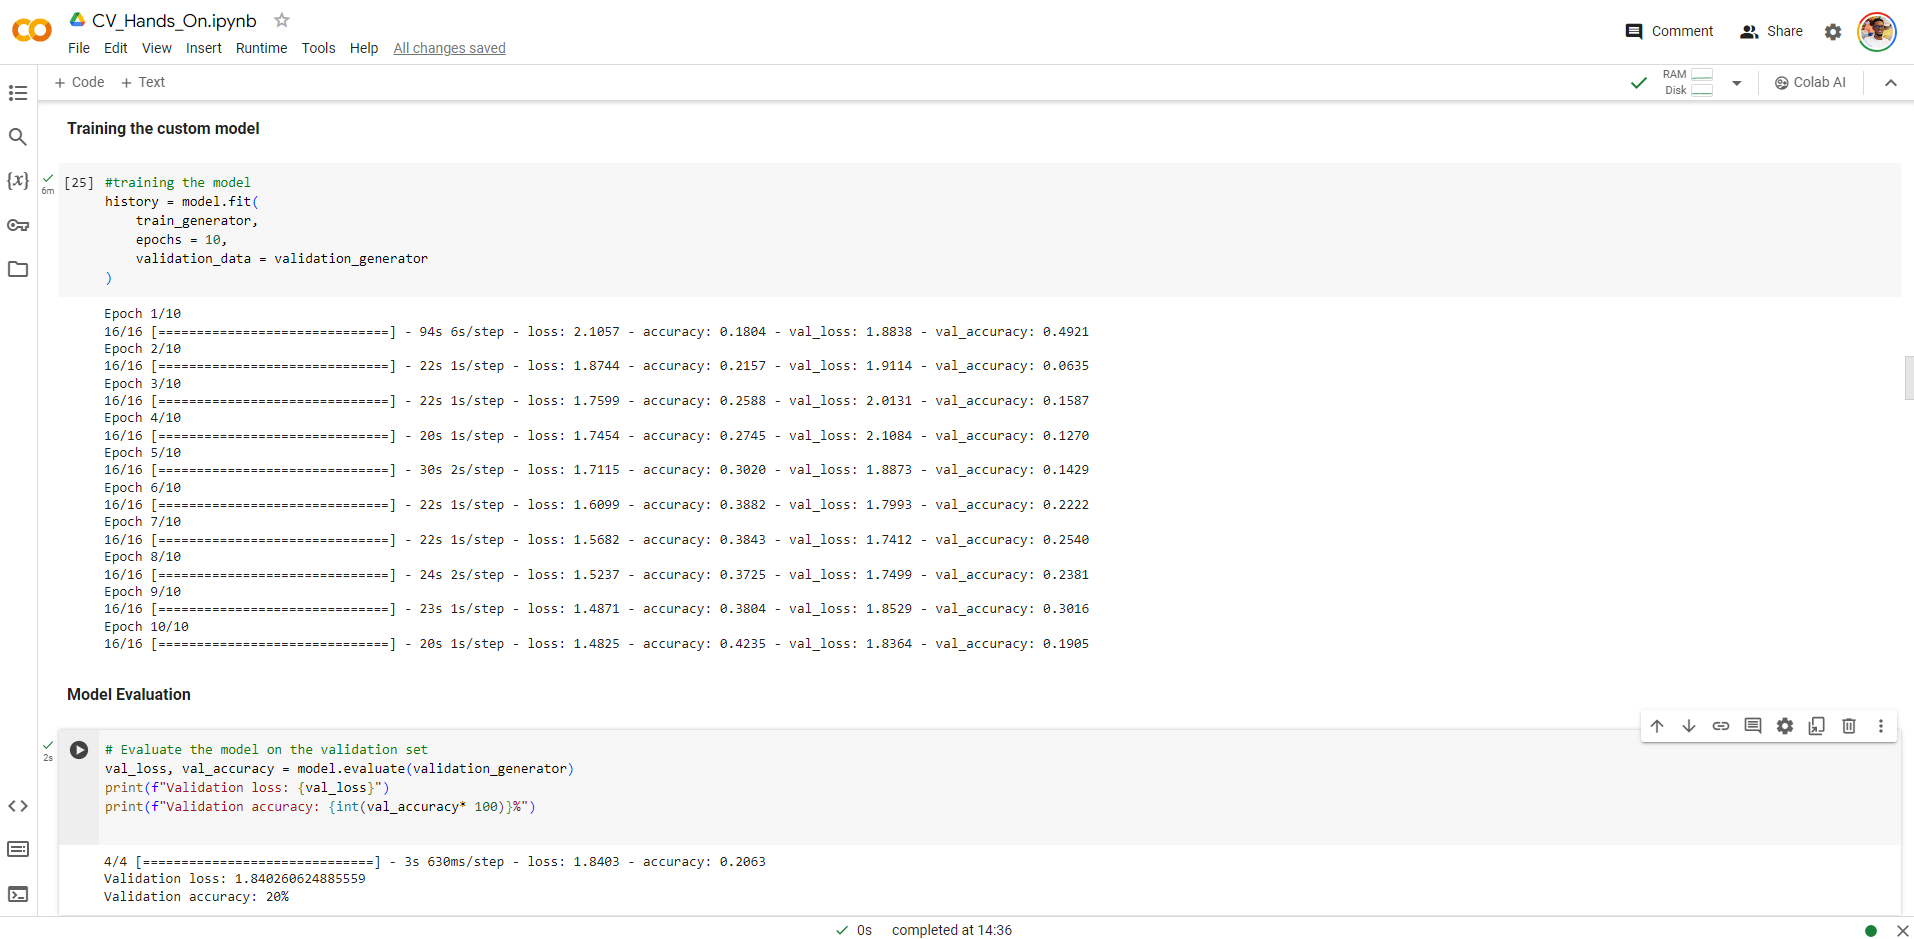 CV_Hands_On.ipynb
File Edit View Insert Runtime Tools Help All changes saved
Comment Share
+ Code + Text
RAM
Disk
Colab AI
Training the custom model
{x}
6m
[25] #training the model
history = model.fit(
train_generator,
epochs = 10,
validation_data = validation_generator
)
Epoch 1/10
16/16 [==============================] - 94s 6s/step - loss: 2.1057 - accuracy: 0.1804 - val_loss: 1.8838 - val_accuracy: 0.4921
Epoch 2/10
16/16 [==============================] - 22s 1s/step - loss: 1.8744 - accuracy: 0.2157 - val_loss: 1.9114 - val_accuracy: 0.0635
Epoch 3/10
16/16 [==============================] - 22s 1s/step - loss: 1.7599 - accuracy: 0.2588 - val_loss: 2.0131 - val_accuracy: 0.1587
Epoch 4/10
16/16 [==============================] - 20s 1s/step - loss: 1.7454 - accuracy: 0.2745 - val_loss: 2.1084 - val_accuracy: 0.1270
Epoch 5/10
16/16 [==============================] - 30s 2s/step - loss: 1.7115 - accuracy: 0.3020 - val_loss: 1.8873 - val_accuracy: 0.1429
Epoch 6/10
16/16 [==============================] - 22s 1s/step - loss: 1.6099 - accuracy: 0.3882 - val_loss: 1.7993 - val_accuracy: 0.2222
Epoch 7/10
16/16 [==============================] - 22s 1s/step - loss: 1.5682 - accuracy: 0.3843 - val_loss: 1.7412 - val_accuracy: 0.2540
Epoch 8/10
16/16 [==============================] - 24s 2s/step - loss: 1.5237 - accuracy: 0.3725 - val_loss: 1.7499 - val_accuracy: 0.2381
Epoch 9/10
16/16 [==============================] - 23s 1s/step - loss: 1.4871 - accuracy: 0.3804 - val_loss: 1.8529 - val_accuracy: 0.3016
Epoch 10/10
16/16 [==============================] - 20s 1s/step - loss: 1.4825 - accuracy: 0.4235 - val_loss: 1.8364 - val_accuracy: 0.1905
Model Evaluation
2s
# Evaluate the model on the validation set
val_loss, val_accuracy = model.evaluate(validation_generator)
print(f"Validation loss: {val_loss}")
print(f"Validation accuracy: {int(val_accuracy* 100)}%")
4/4 [==============================] - 3s 630ms/step - loss: 1.8403 - accuracy: 0.2063
Validation loss: 1.840260624885559
Validation accuracy: 20%
0s completed at 14:36